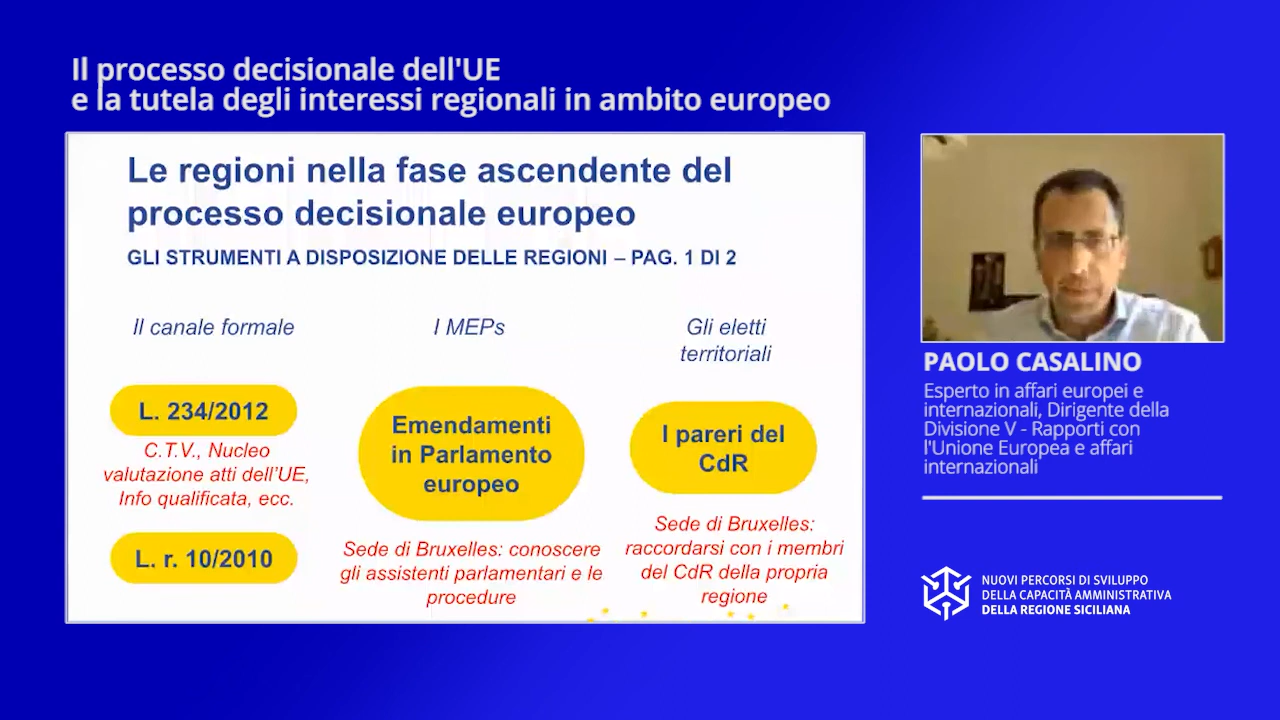 Il processo decisionale dell'UE
e la tutela degli interessi regionali in ambito europeo
Le regioni nella fase ascendente del
processo decisionale europeo
GLI STRUMENTI A DISPOSIZIONE DELLE REGIONI – PAG. 1 DI 2
Il canale formale
L. 234/2012
C.T.V., Nucleo
valutazione atti dell'UE,
Info qualificata, ecc.
L. r. 10/2010
I MEPs
Emendamenti
in Parlamento
europeo
Sede di Bruxelles: conoscere
gli assistenti parlamentari e le
procedure
Gli eletti
territoriali
I pareri del
CdR
Sede di Bruxelles:
raccordarsi con i membri
del CdR della propria
regione
PAOLO CASALINO
Esperto in affari europei e
internazionali, Dirigente della
Divisione V - Rapporti con
l'Unione Europea e affari
internazionali
NUOVI PERCORSI DI SVILUPPO
DELLA CAPACITÀ AMMINISTRATIVA
DELLA REGIONE SICILIANA